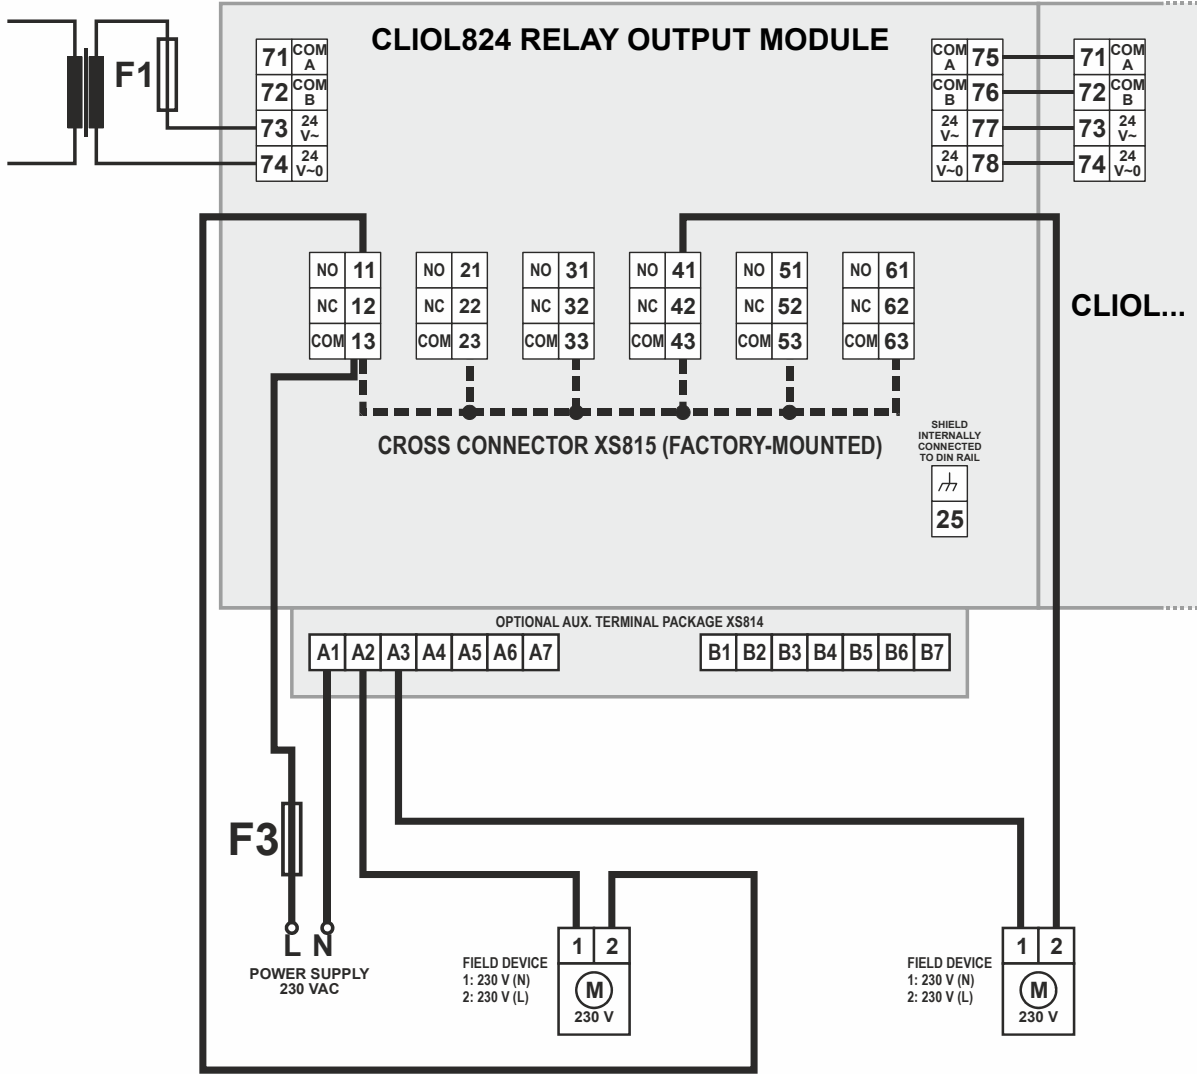 CLIOL824 RELAY OUTPUT MODULE
F1
71 COM A
72 COM B
73 24 V~
74 24 V~0
COM A 75
COM B 76
24 V~ 77
24 V~0 78
71 COM A
72 COM B
73 24 V~
74 24 V~0
NO 11
NC 12
COM 13
NO 21
NC 22
COM 23
NO 31
NC 32
COM 33
NO 41
NC 42
COM 43
NO 51
NC 52
COM 53
NO 61
NC 62
COM 63
CLIOL...
CROSS CONNECTOR XS815 (FACTORY-MOUNTED)
SHIELD
INTERNALLY
CONNECTED
TO DIN RAIL
25
OPTIONAL AUX. TERMINAL PACKAGE XS814
A1 A2 A3 A4 A5 A6 A7
B1 B2 B3 B4 B5 B6 B7
F3
L N
POWER SUPPLY
230 VAC
FIELD DEVICE
1: 230 V (N)
2: 230 V (L)
1 2
M
230 V
FIELD DEVICE
1: 230 V (N)
2: 230 V (L)
1 2
M
230 V